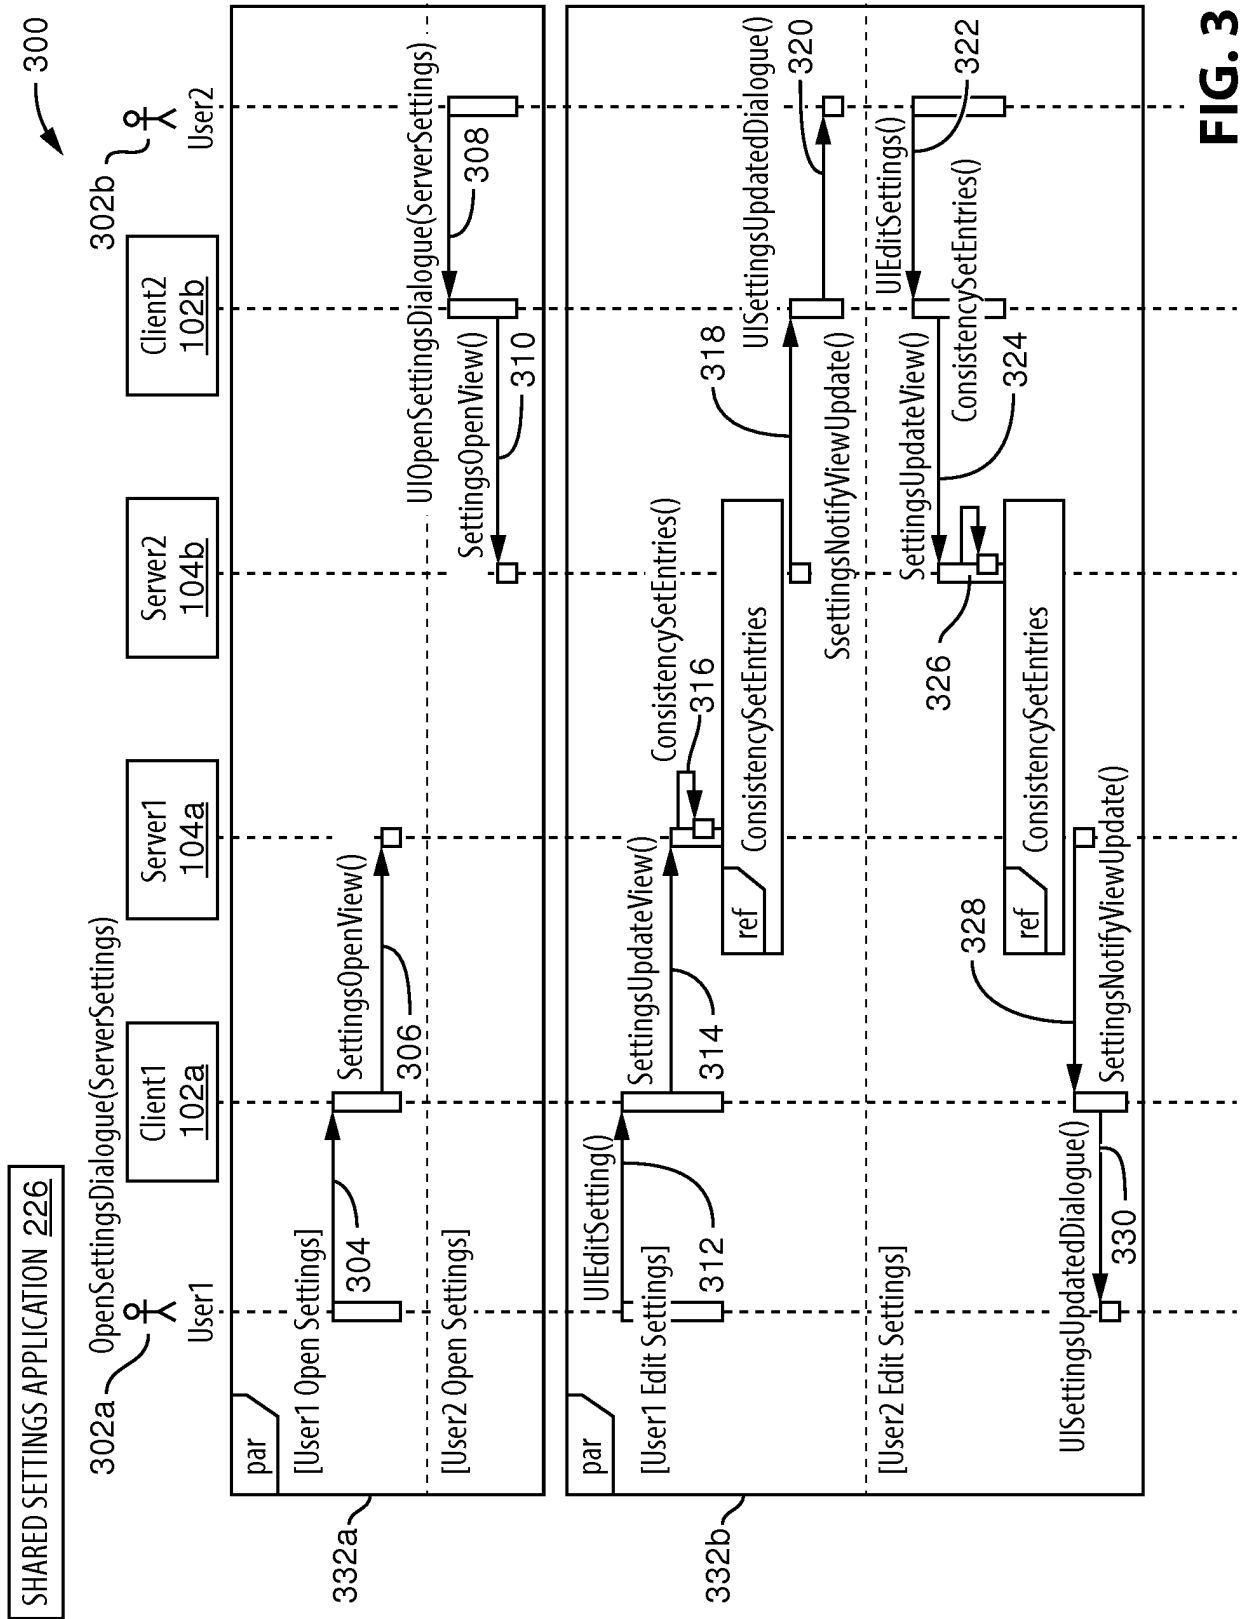 SHARED SETTINGS APPLICATION 226
300
302a
302b
User1
OpenSettingsDialogue(ServerSettings)
Client1
102a
Server1
104a
Server2
104b
Client2
102b
User2
332a
par
[User1 Open Settings]
304
SettingsOpenView()
306
[User2 Open Settings]
UIOpenSettingsDialogue(ServerSettings)
308
SettingsOpenView()
310
332b
par
[User1 Edit Settings]
UIEditSetting()
312
SettingsUpdateView()
314
ConsistencySetEntries()
316
ref
ConsistencySetEntries
318
SsettingsNotifyViewUpdate()
UISettingsUpdatedDialogue()
320
[User2 Edit Settings]
UIEditSettings()
322
SettingsUpdateView()
324
ConsistencySetEntries()
326
ref
ConsistencySetEntries
328
SettingsNotifyViewUpdate()
UISettingsUpdatedDialogue()
330
FIG. 3